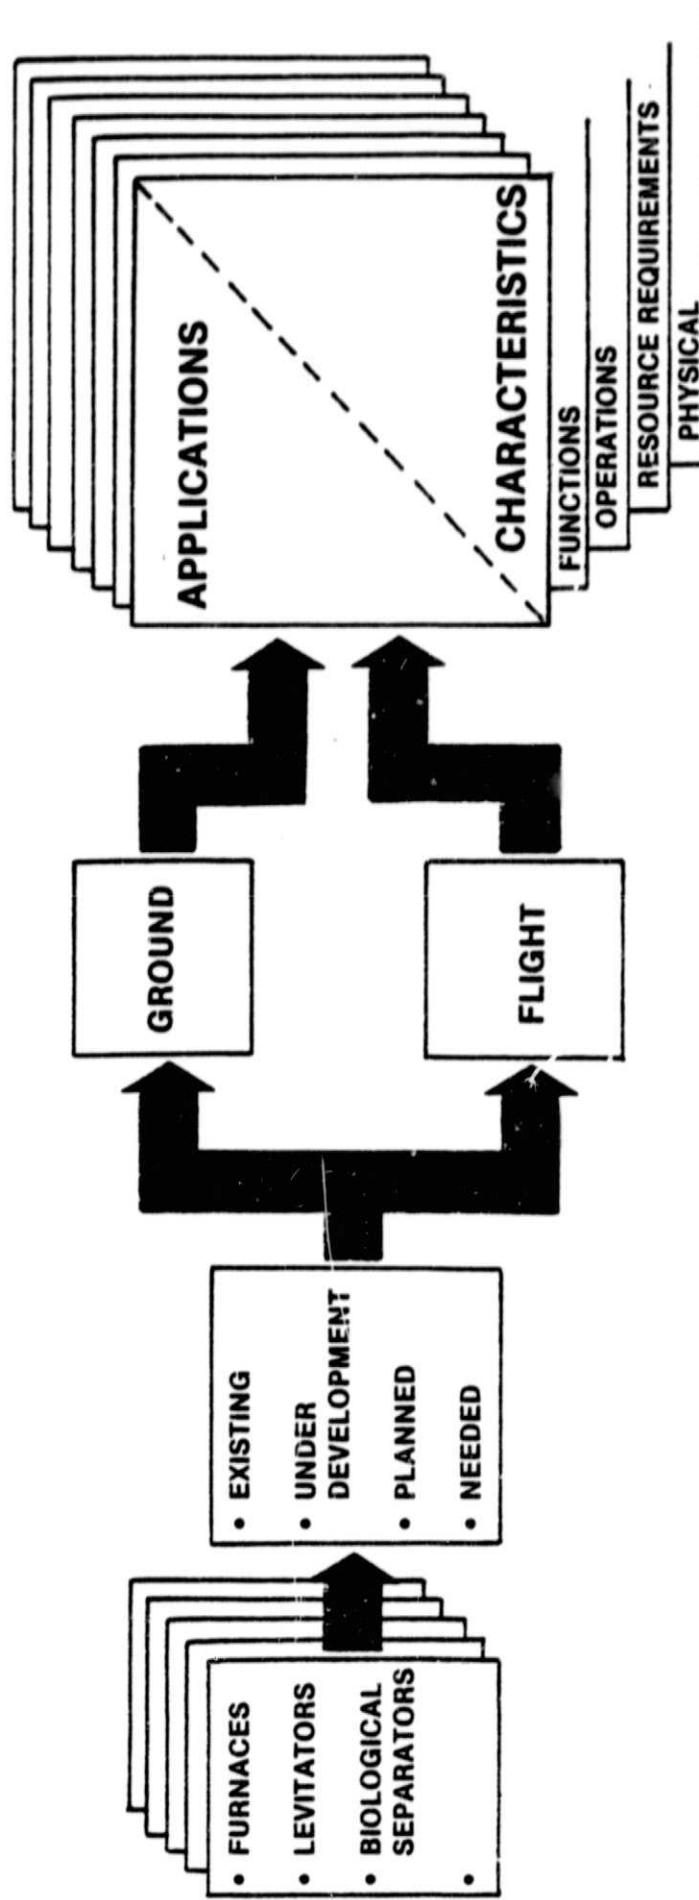 • FURNACES
• LEVITATORS
• BIOLOGICAL
SEPARATORS
•
• EXISTING
• UNDER
DEVELOPMENT
• PLANNED
• NEEDED
GROUND
FLIGHT
APPLICATIONS
CHARACTERISTICS
FUNCTIONS
OPERATIONS
RESOURCE REQUIREMENTS
PHYSICAL